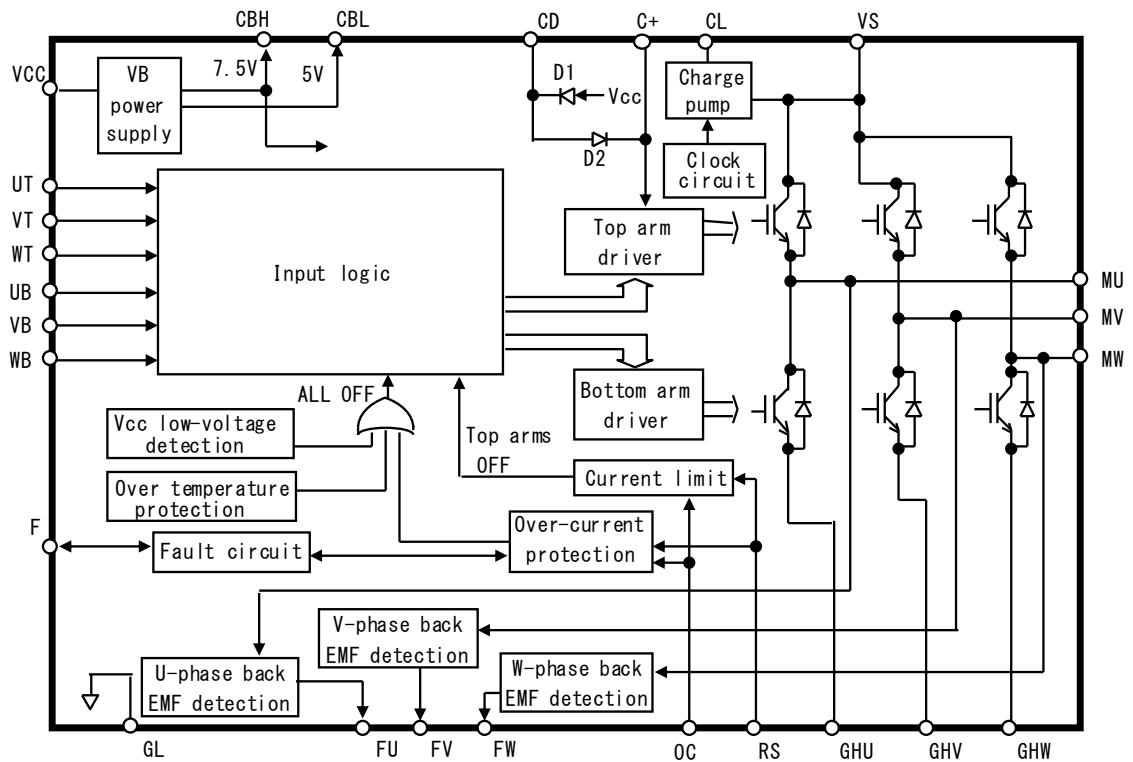 CBH
CBL
CD
C+
CL
VS
VCC
VB
power
supply
7.5V
5V
D1
Vcc
D2
Charge
pump
Clock
circuit
UT
VT
WT
UB
VB
WB
Input logic
Top arm
driver
Bottom arm
driver
MU
MV
MW
ALL OFF
Vcc low-voltage
detection
Over temperature
protection
Top arms
OFF
Current limit
F
Fault circuit
Over-current
protection
V-phase back
EMF detection
U-phase back
EMF detection
W-phase back
EMF detection
GL
FU
FV
FW
OC
RS
GHU
GHV
GHW